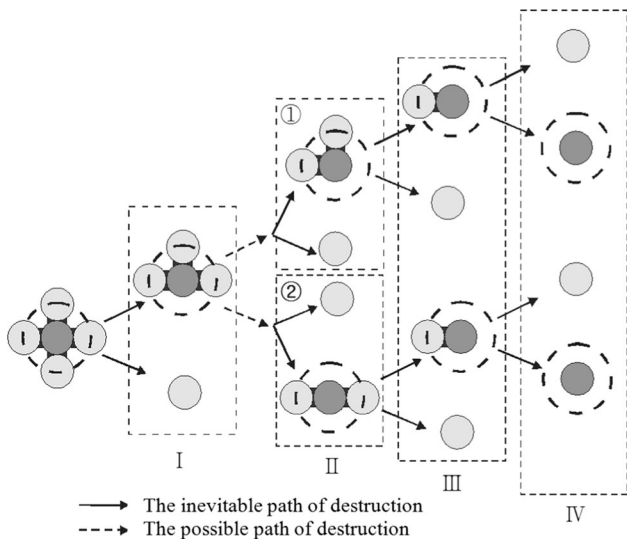 ①
②
I
II
III
IV
The inevitable path of destruction
The possible path of destruction